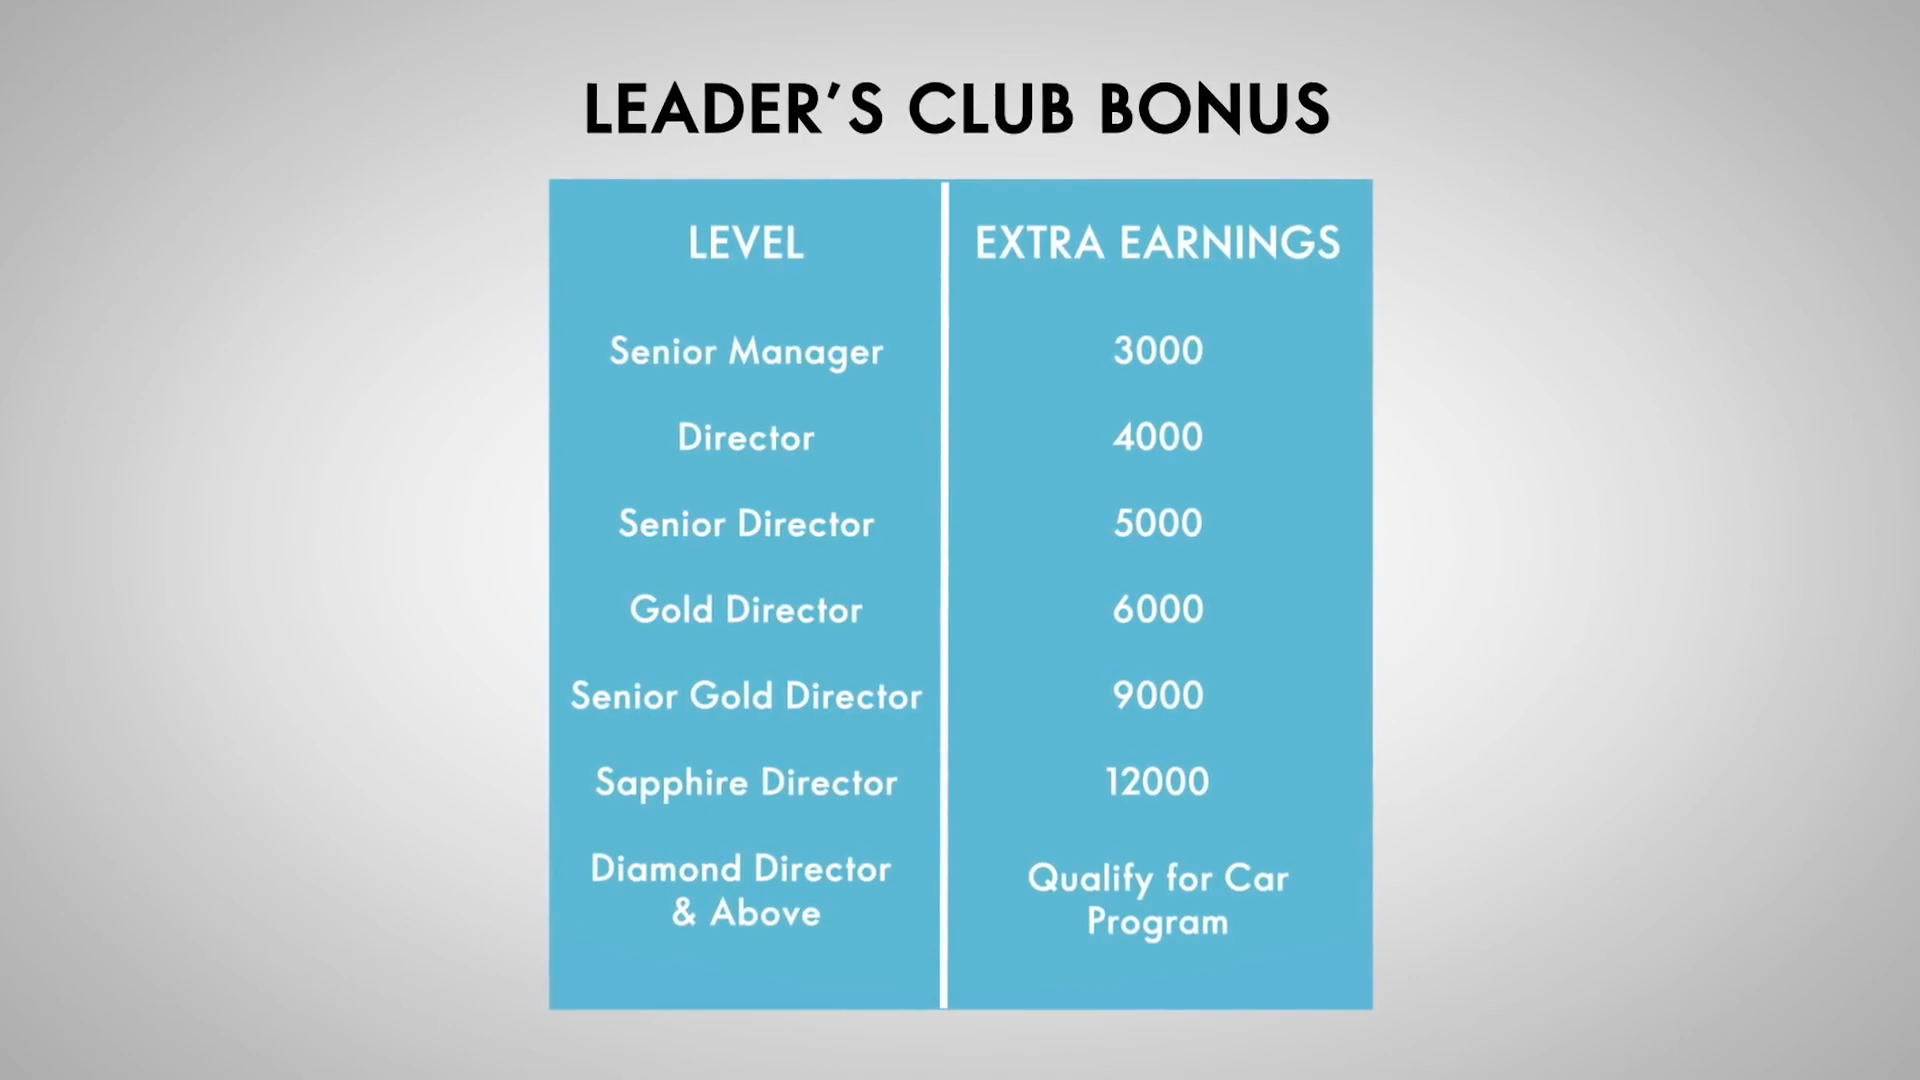 LEADER’S CLUB BONUS
LEVEL EXTRA EARNINGS
Senior Manager 3000
Director 4000
Senior Director 5000
Gold Director 6000
Senior Gold Director 9000
Sapphire Director 12000
Diamond Director
& Above
Qualify for Car
Program